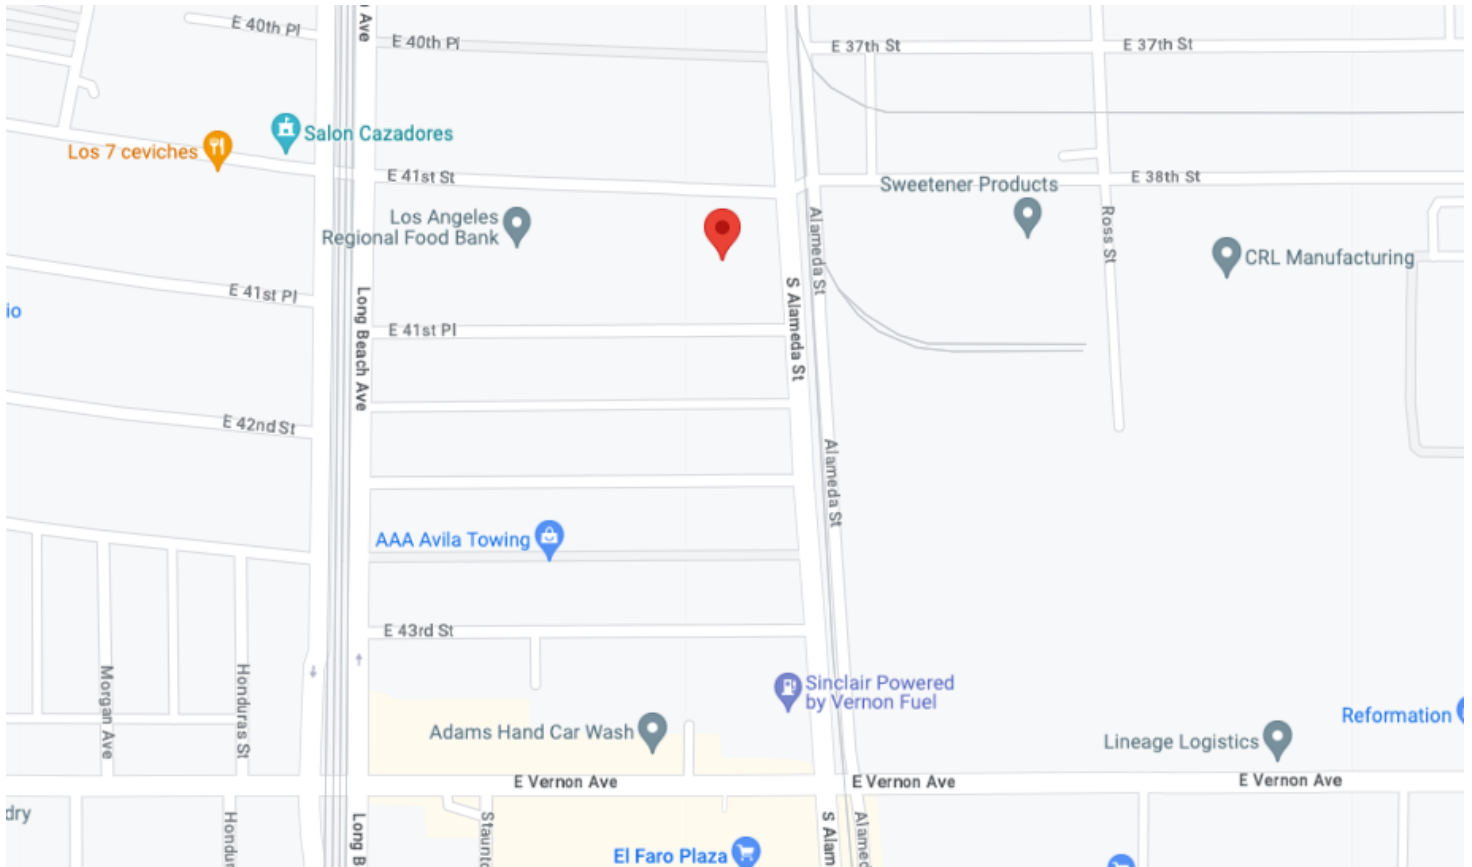 E 40th Pl
n Ave
E 40th Pl
E 37th St
E 37th St
Salon Cazadores
Los 7 ceviches
E 41st St
E 38th St
Sweetener Products
Los Angeles
Regional Food Bank
Alameda St
Ross St
CRL Manufacturing
E 41st Pl
io
Long Beach Ave
S Alameda St
E 41st Pl
E 42nd St
Alameda St
AAA Avila Towing
E 43rd St
Morgan Ave
Honduras St
Sinclair Powered
by Vernon Fuel
Reformation
Adams Hand Car Wash
Lineage Logistics
E Vernon Ave
E Vernon Ave
E Vernon Ave
dry
Hondur
Long B
Staunto
S Alam
Alamed
El Faro Plaza